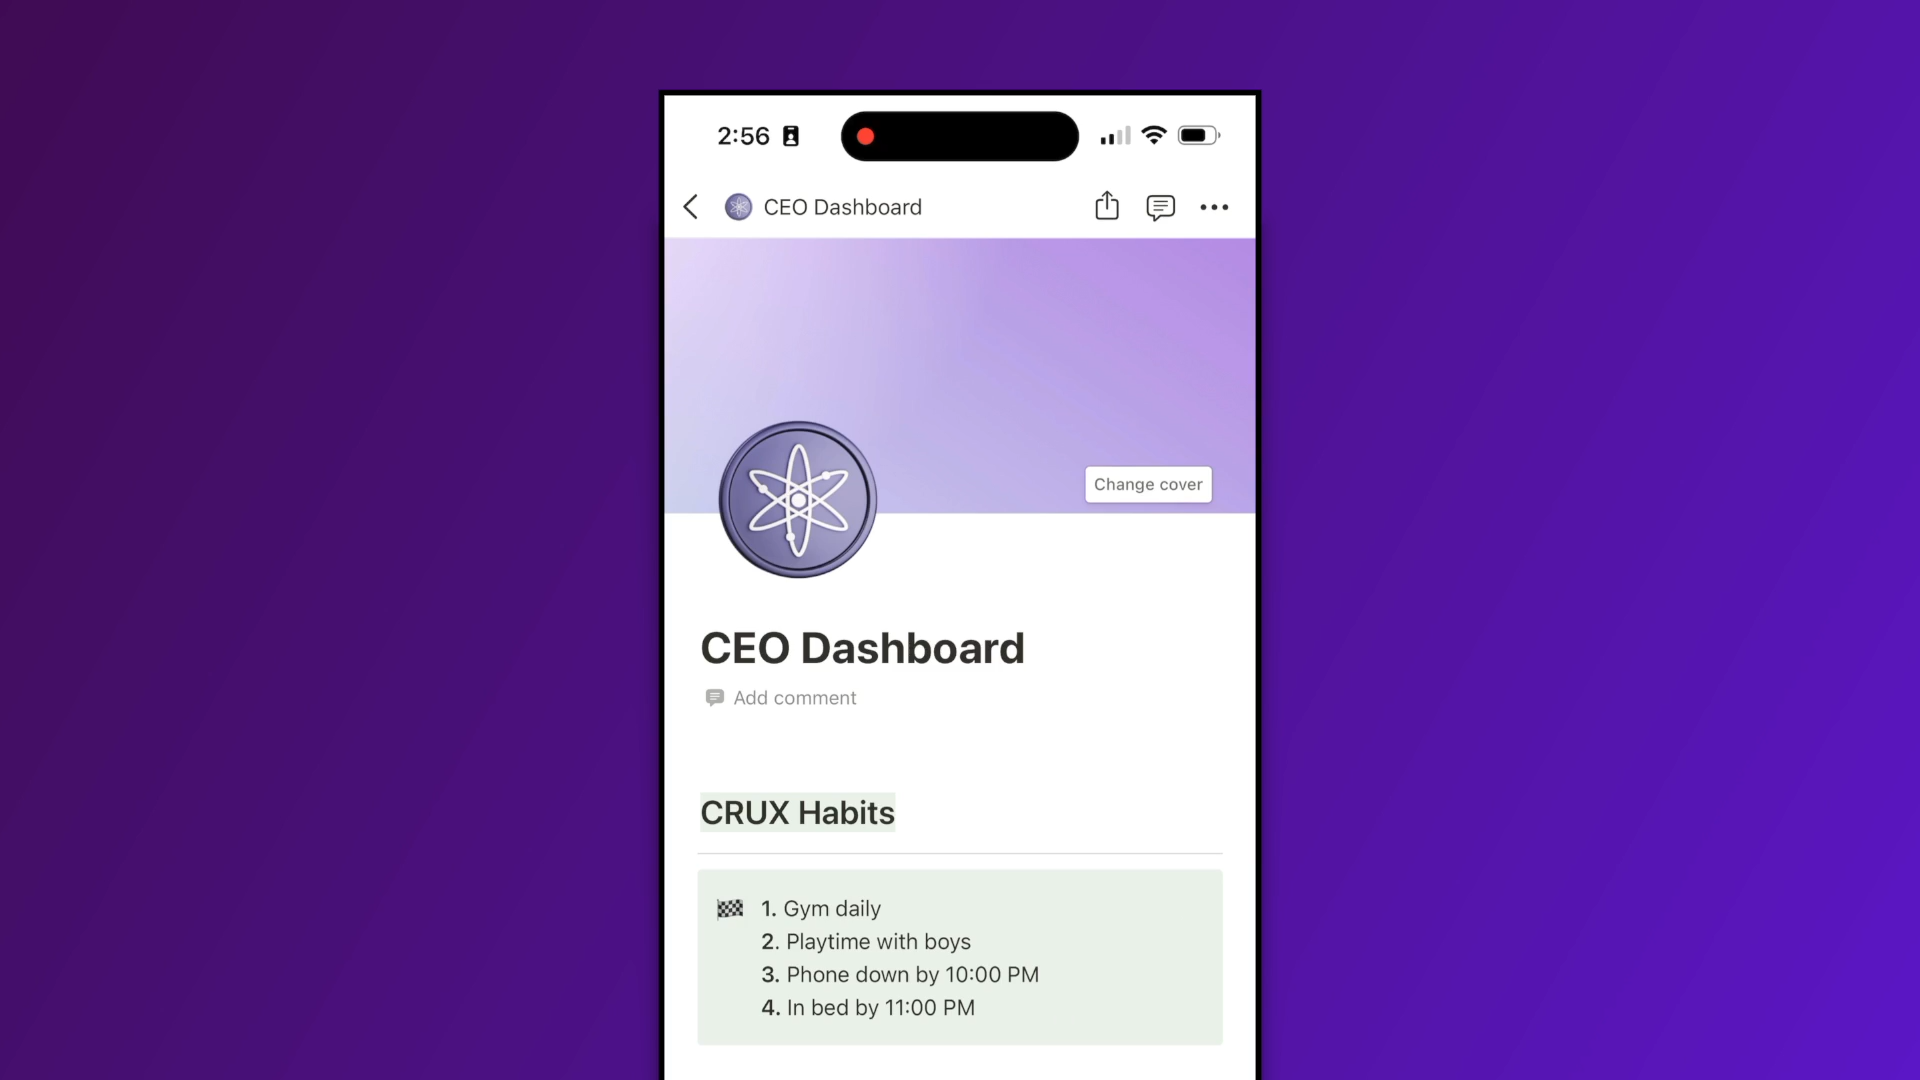 2:56
CEO Dashboard
Change cover
CEO Dashboard
Add comment
CRUX Habits
1. Gym daily
2. Playtime with boys
3. Phone down by 10:00 PM
4. In bed by 11:00 PM